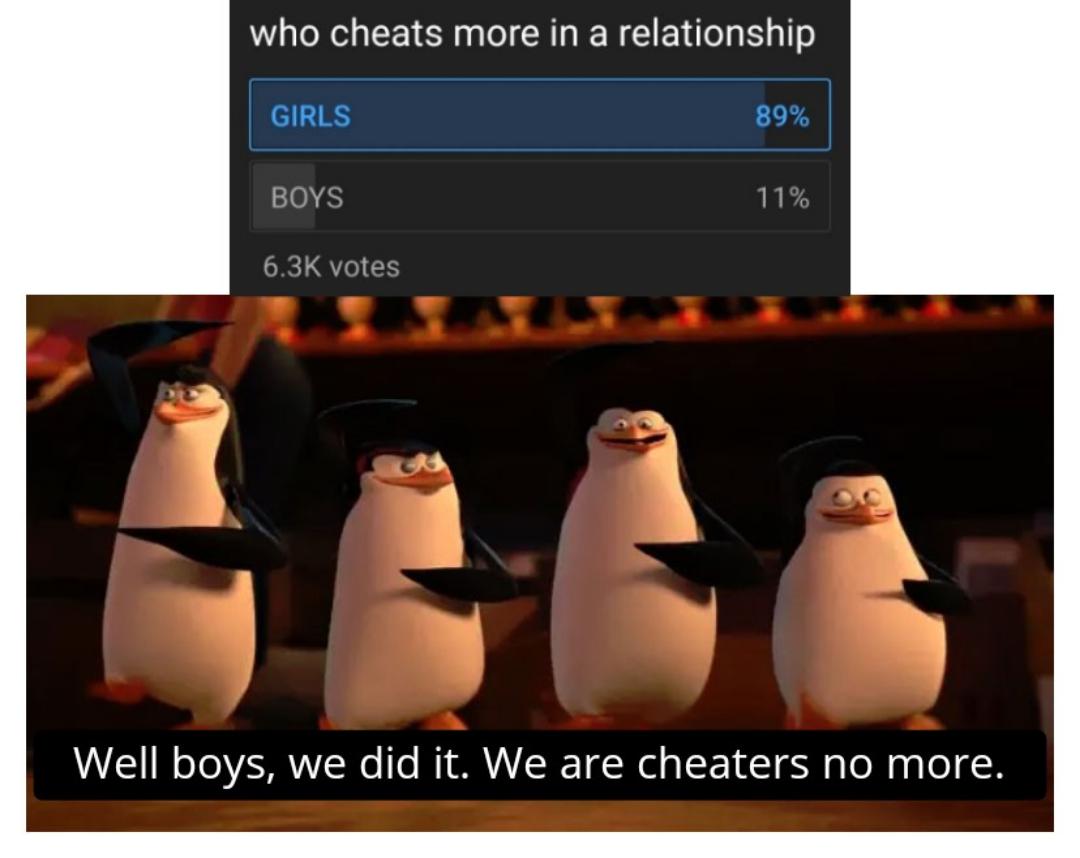 who cheats more in a relationship
GIRLS 89%
BOYS 11%
6.3K votes
Well boys, we did it. We are cheaters no more.